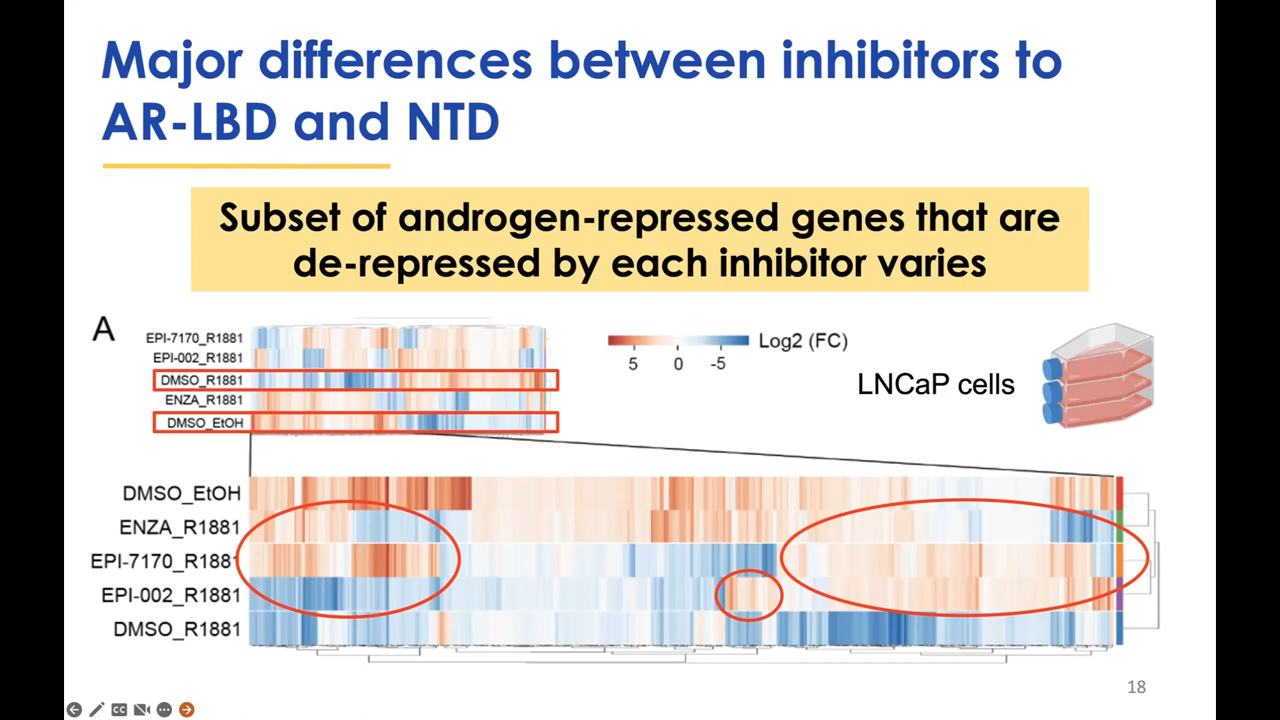 Major differences between inhibitors to
AR-LBD and NTD
Subset of androgen-repressed genes that are
de-repressed by each inhibitor varies
A
EPI-7170_R1881
EPI-002_R1881
DMSO_R1881
ENZA_R1881
DMSO_EtOH
5 0 -5
Log2 (FC)
LNCaP cells
DMSO_EtOH
ENZA_R1881
EPI-7170_R1881
EPI-002_R1881
DMSO_R1881
18
CC